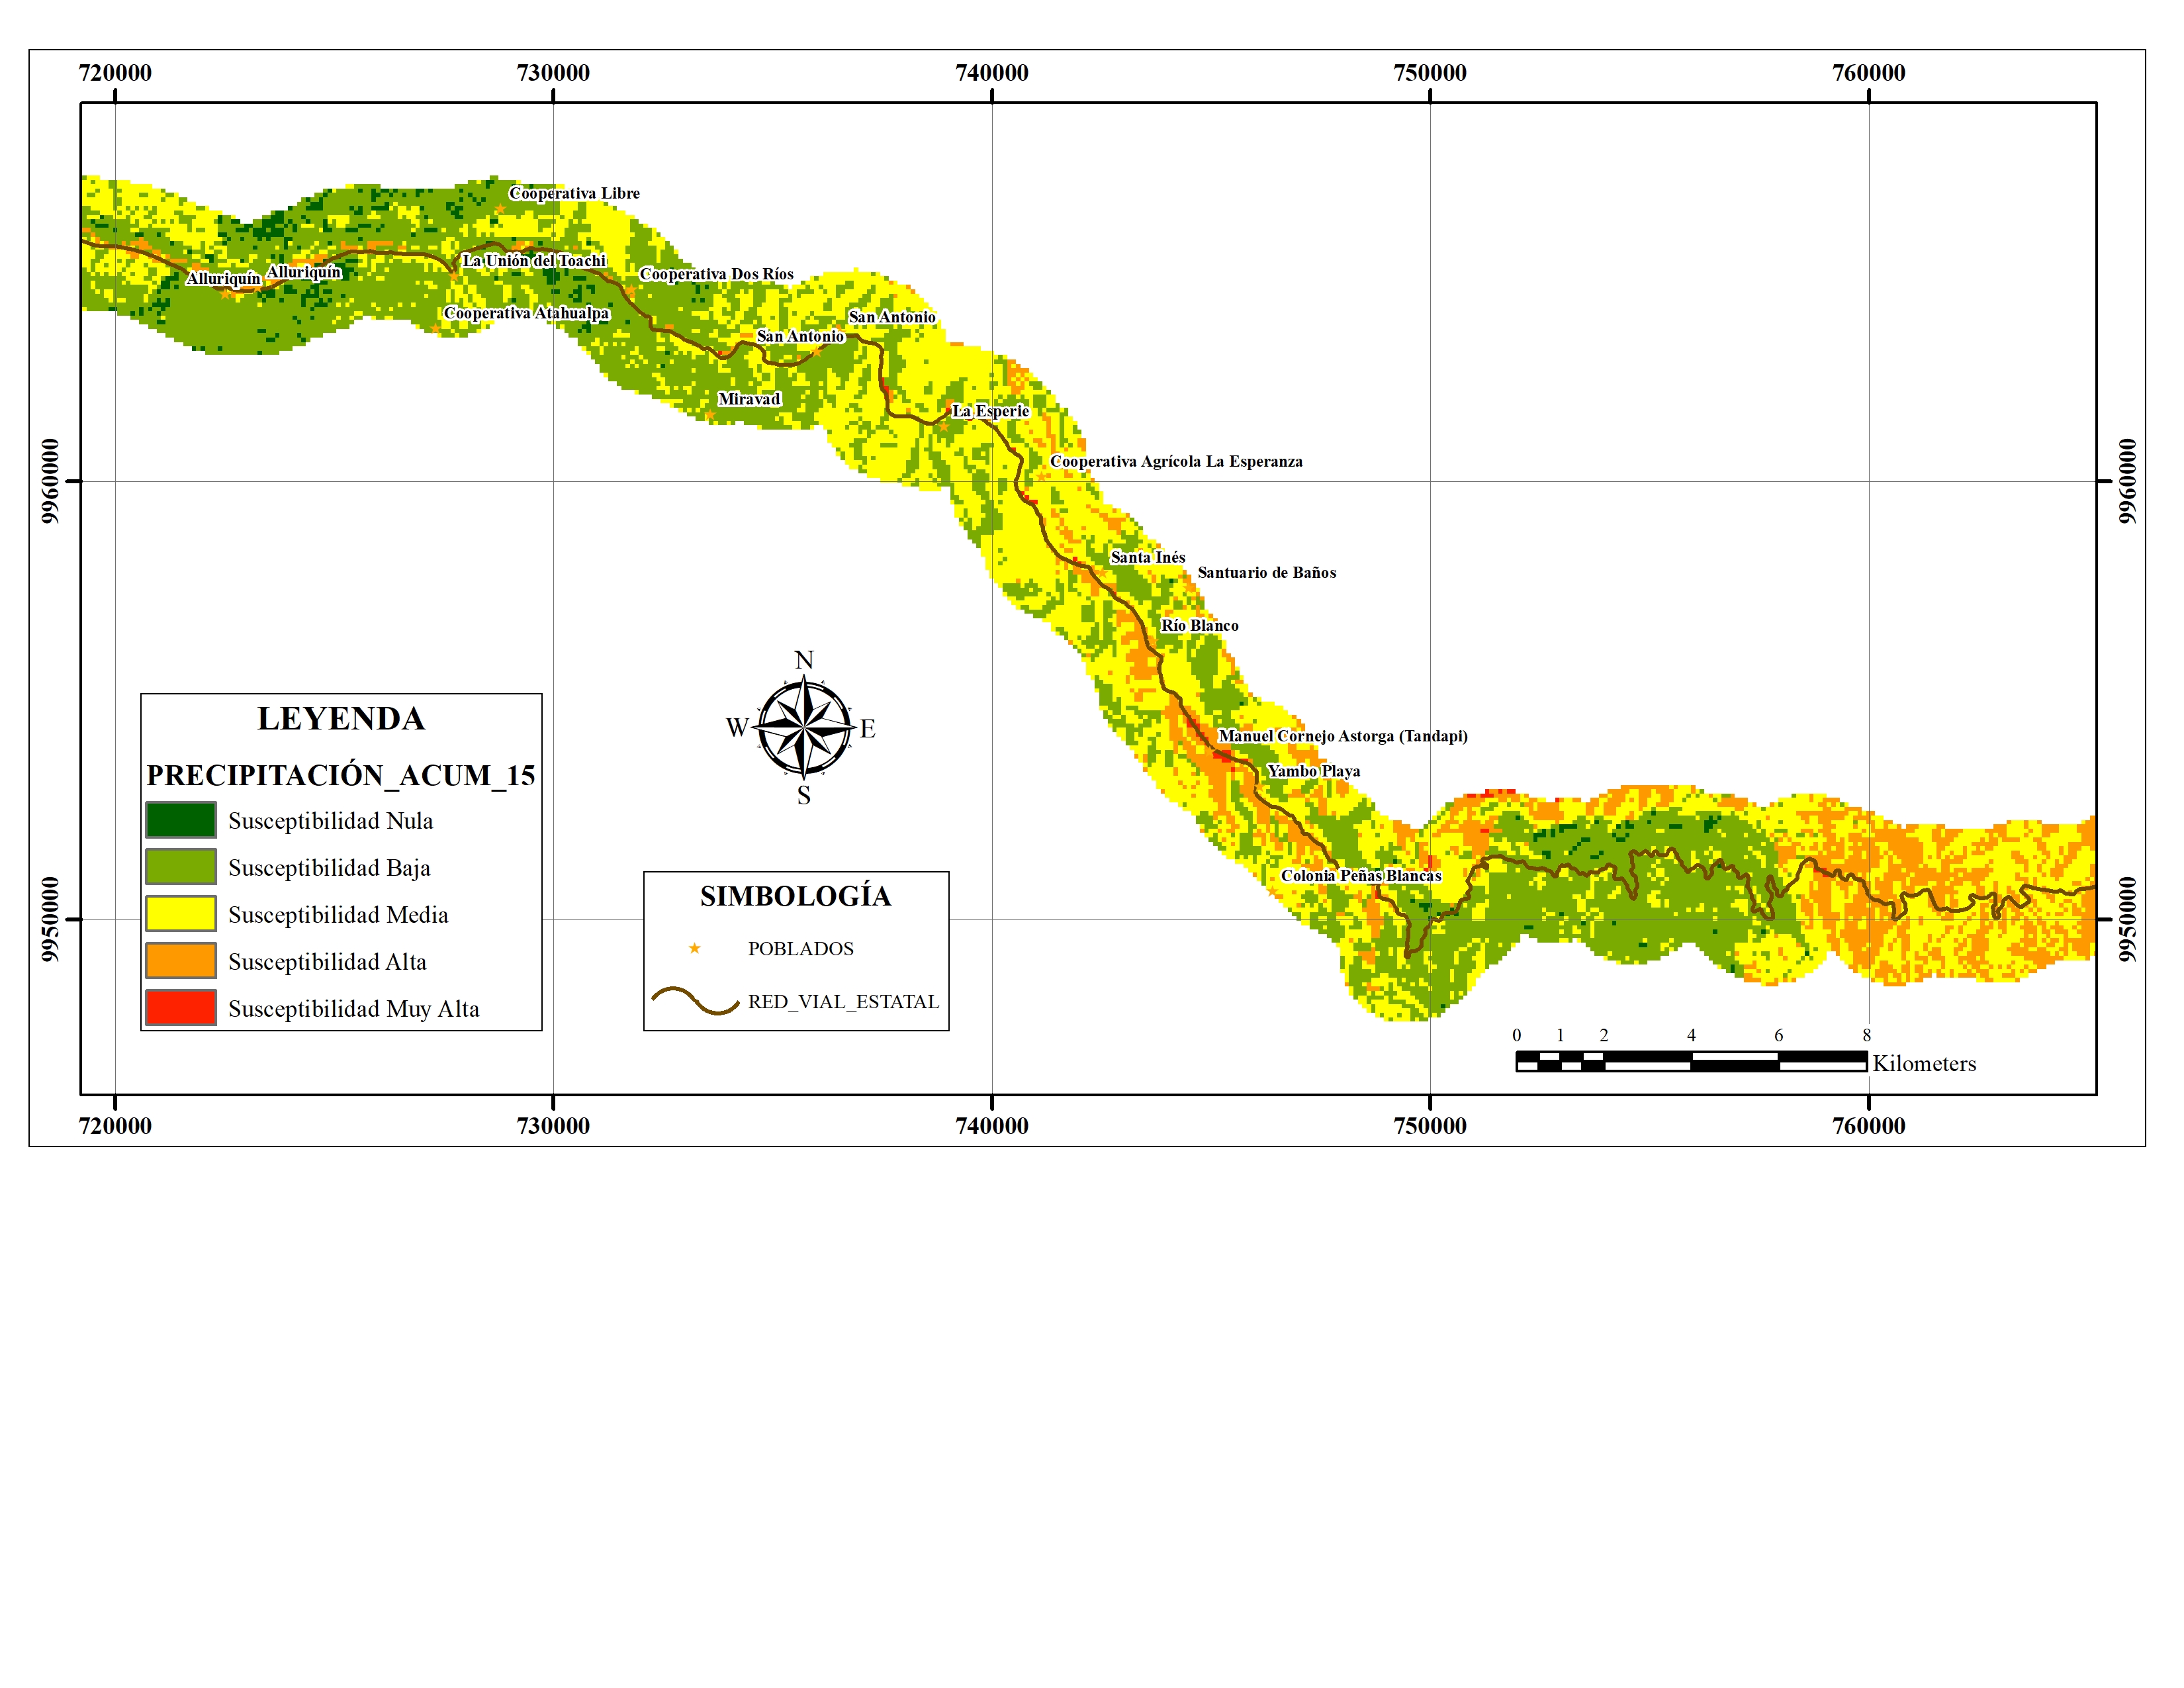 720000 730000 740000 750000 760000
Cooperativa Libre
La Unión del Toachi
Alluriquín
Alluriquín
Cooperativa Dos Ríos
Cooperativa Atahualpa
San Antonio
San Antonio
Miravad
La Esperie
Cooperativa Agrícola La Esperanza
9960000
9960000
Santa Inés
Santuario de Baños
Río Blanco
Manuel Cornejo Astorga (Tandapi)
Yambo Playa
Colonia Peñas Blancas
N
W
E
S
LEYENDA
PRECIPITACIÓN_ACUM_15
Susceptibilidad Nula
Susceptibilidad Baja
Susceptibilidad Media
Susceptibilidad Alta
Susceptibilidad Muy Alta
SIMBOLOGÍA
POBLADOS
RED_VIAL_ESTATAL
9950000
9950000
0 1 2 4 6 8
Kilometers
720000 730000 740000 750000 760000